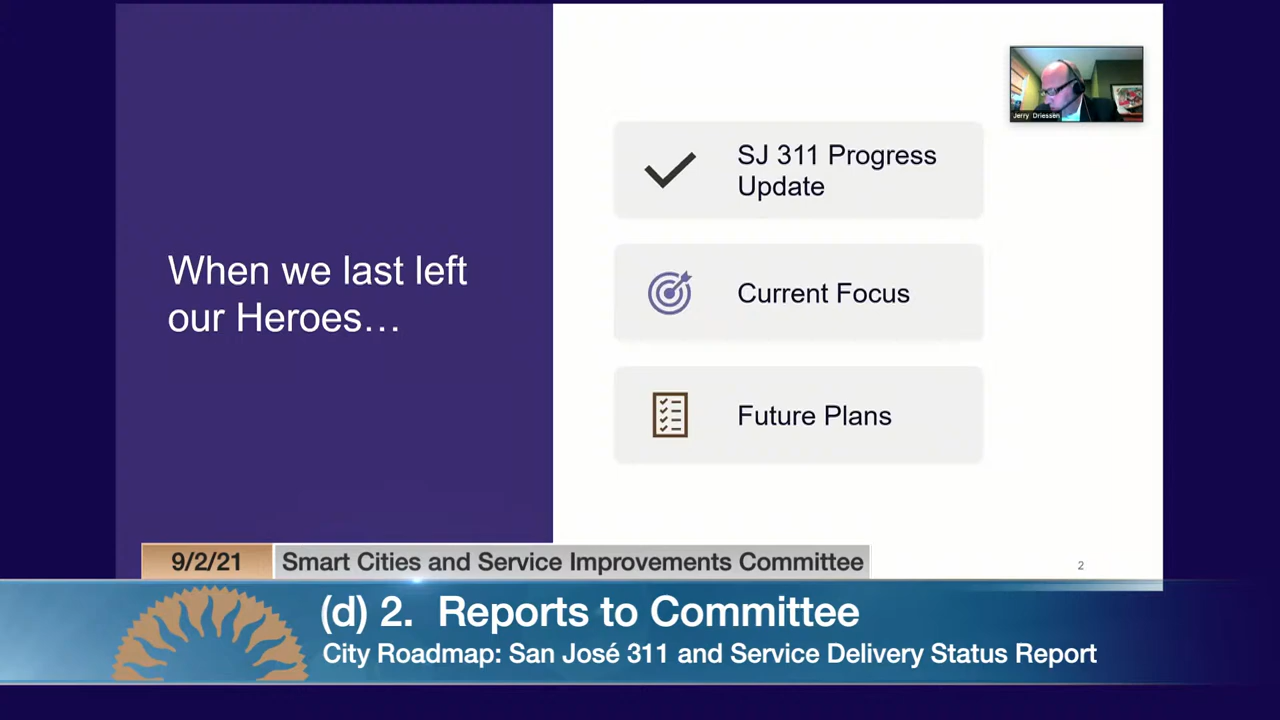 When we last left
our Heroes…
SJ 311 Progress
Update
Current Focus
Future Plans
Jerry Driessen
2
9/2/21
Smart Cities and Service Improvements Committee
(d) 2. Reports to Committee
City Roadmap: San José 311 and Service Delivery Status Report